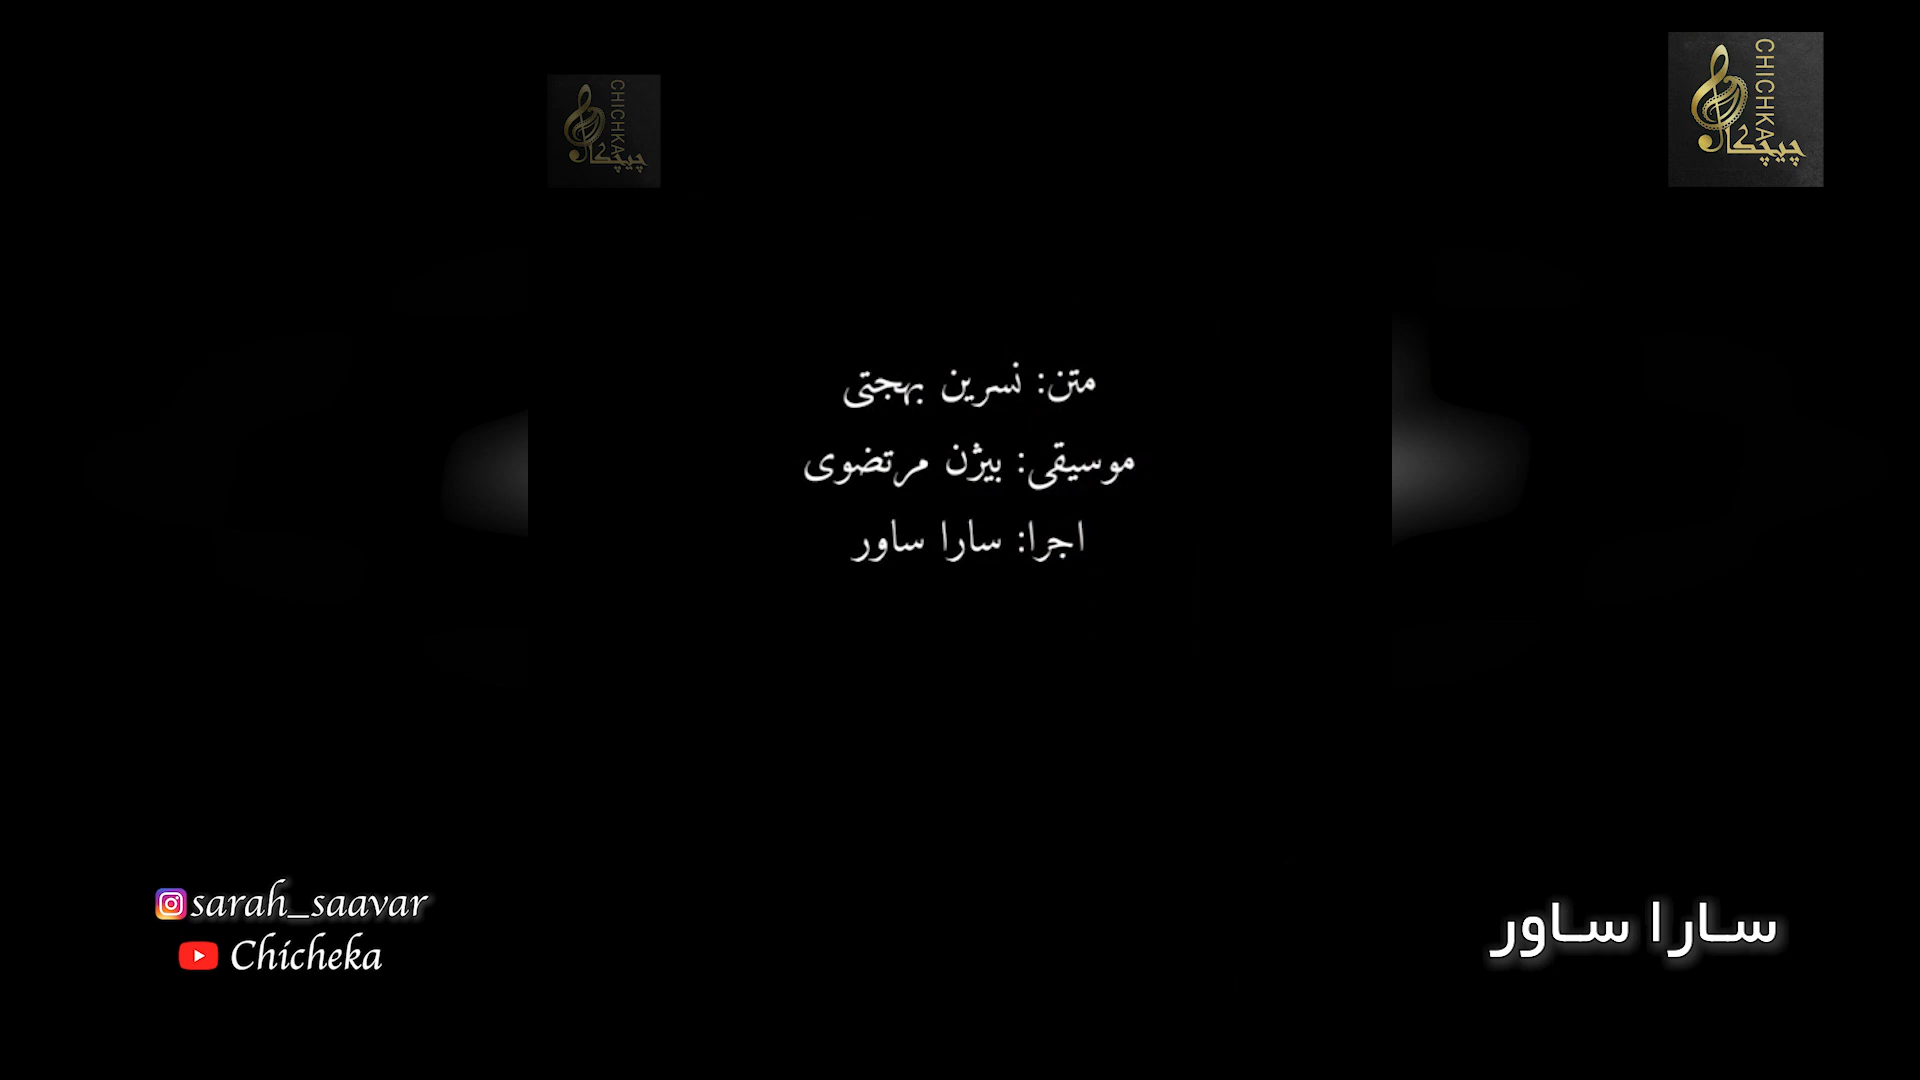 CHICHKA
چیچکا
CHICHKA
چیچکا
متن: نسرین بهجتی
موسیقی: بیژن مرتضوی
اجرا: سارا ساور
sarah_saavar
Chicheka
سارا ساور